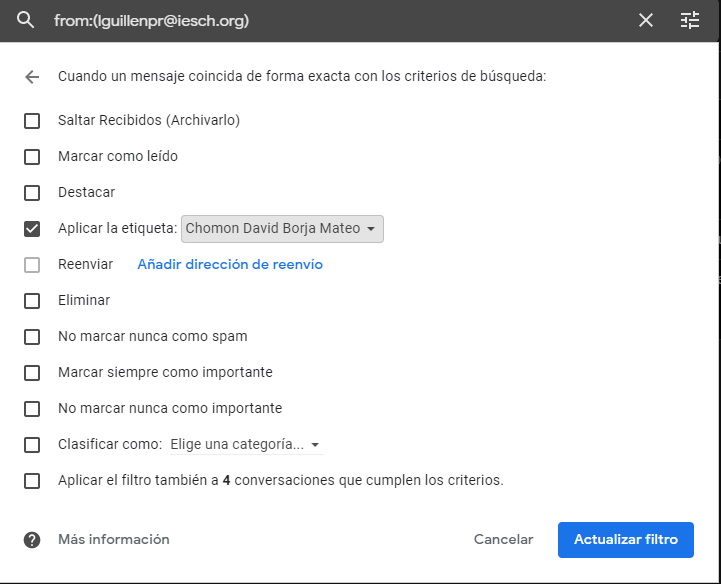 from:(lguillenpr@iesch.org)
Cuando un mensaje coincida de forma exacta con los criterios de búsqueda:
Saltar Recibidos (Archivarlo)
Marcar como leído
Destacar
Aplicar la etiqueta: Chomon David Borja Mateo
Reenviar Añadir dirección de reenvío
Eliminar
No marcar nunca como spam
Marcar siempre como importante
No marcar nunca como importante
Clasificar como: Elige una categoría...
Aplicar el filtro también a 4 conversaciones que cumplen los criterios.
Más información Cancelar Actualizar filtro